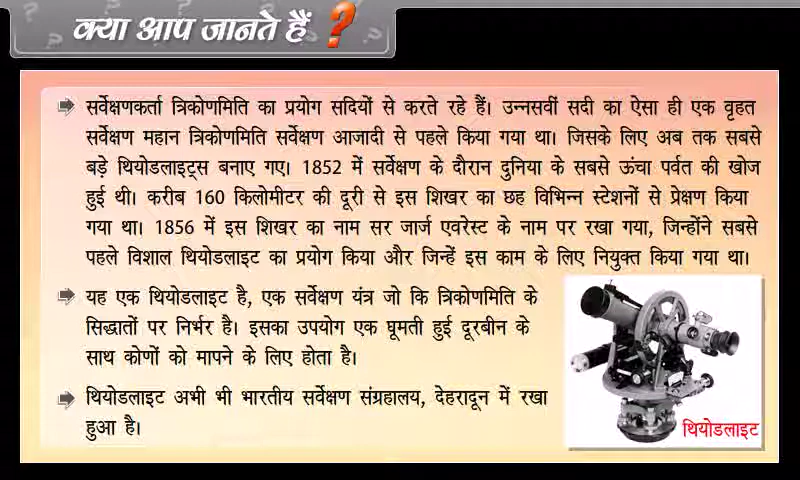 क्या आप जानते हैं ?
सर्वेक्षणकर्ता त्रिकोणमिति का प्रयोग सदियों से करते रहे हैं। उन्नसवीं सदी का ऐसा ही एक वृहत
सर्वेक्षण महान त्रिकोणमिति सर्वेक्षण आजादी से पहले किया गया था। जिसके लिए अब तक सबसे
बड़े थियोडलाइट्स बनाए गए। 1852 में सर्वेक्षण के दौरान दुनिया के सबसे ऊंचा पर्वत की खोज
हुई थी। करीब 160 किलोमीटर की दूरी से इस शिखर का छह विभिन्न स्टेशनों से प्रेक्षण किया
गया था। 1856 में इस शिखर का नाम सर जार्ज एवरेस्ट के नाम पर रखा गया, जिन्होंने सबसे
पहले विशाल थियोडलाइट का प्रयोग किया और जिन्हें इस काम के लिए नियुक्त किया गया था।
यह एक थियोडलाइट है, एक सर्वेक्षण यंत्र जो कि त्रिकोणमिति के
सिद्धातों पर निर्भर है। इसका उपयोग एक घूमती हुई दूरबीन के
साथ कोणों को मापने के लिए होता है।
थियोडलाइट अभी भी भारतीय सर्वेक्षण संग्रहालय, देहरादून में रखा
हुआ है।
थियोडलाइट